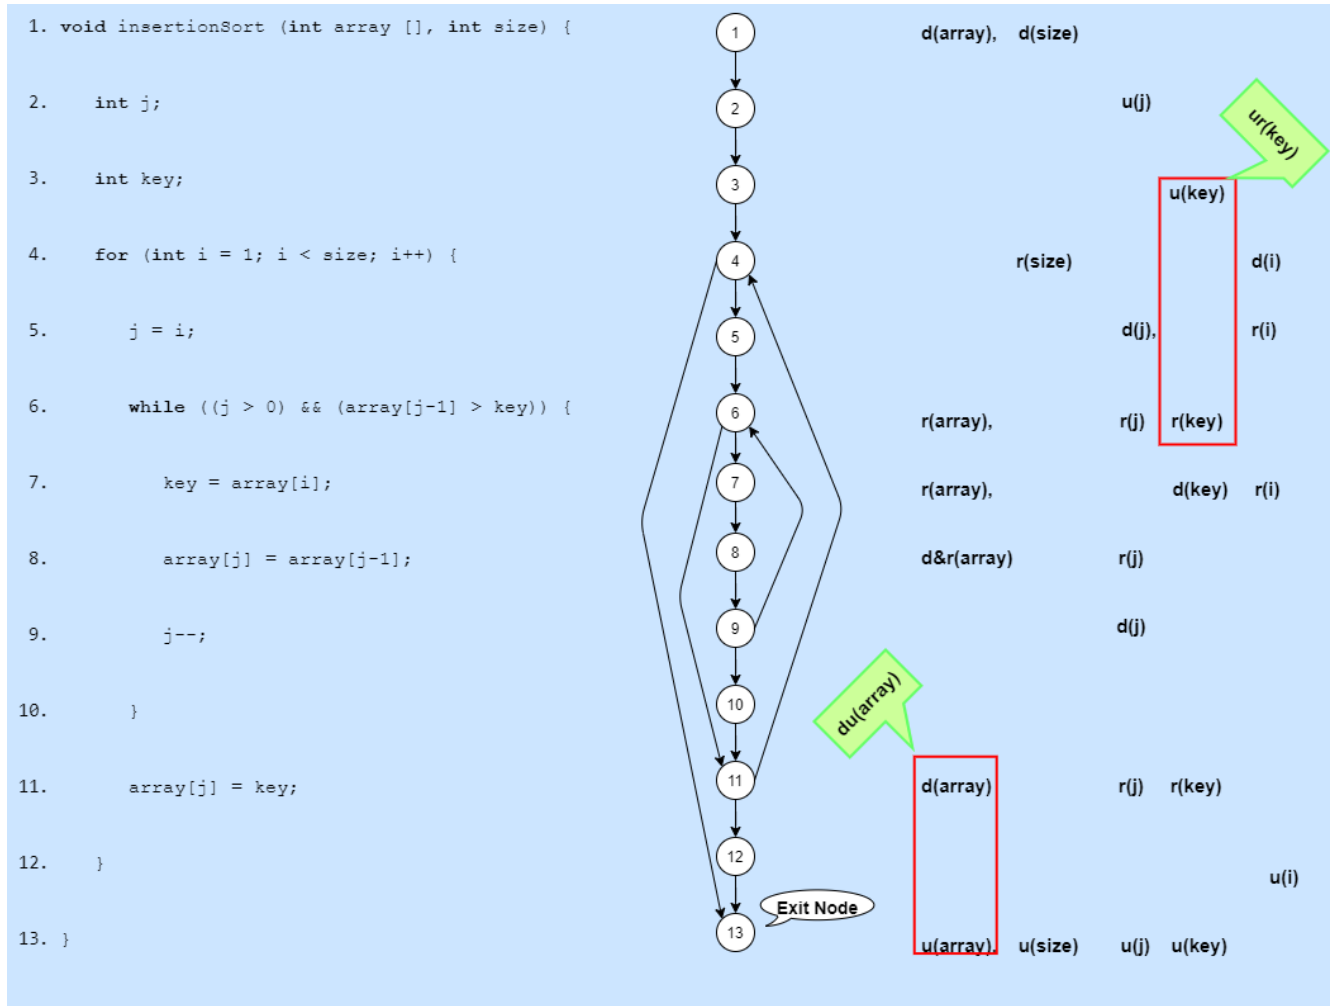 1. void insertionSort (int array [], int size) { 1 d(array), d(size)
2. int j; 2 u(j)
ur(key)
3. int key; 3 u(key)
4. for (int i = 1; i < size; i++) { 4 r(size) d(i)
5. j = i; 5 d(j), r(i)
6. while ((j > 0) && (array[j-1] > key)) { 6 r(array), r(j) r(key)
7. key = array[i]; 7 r(array), d(key) r(i)
8. array[j] = array[j-1]; 8 d&r(array) r(j)
9. j--; 9 d(j)
10. } 10
du(array)
11. array[j] = key; 11 d(array) r(j) r(key)
12. } 12 u(i)
Exit Node
13. } 13 u(array), u(size) u(j) u(key)